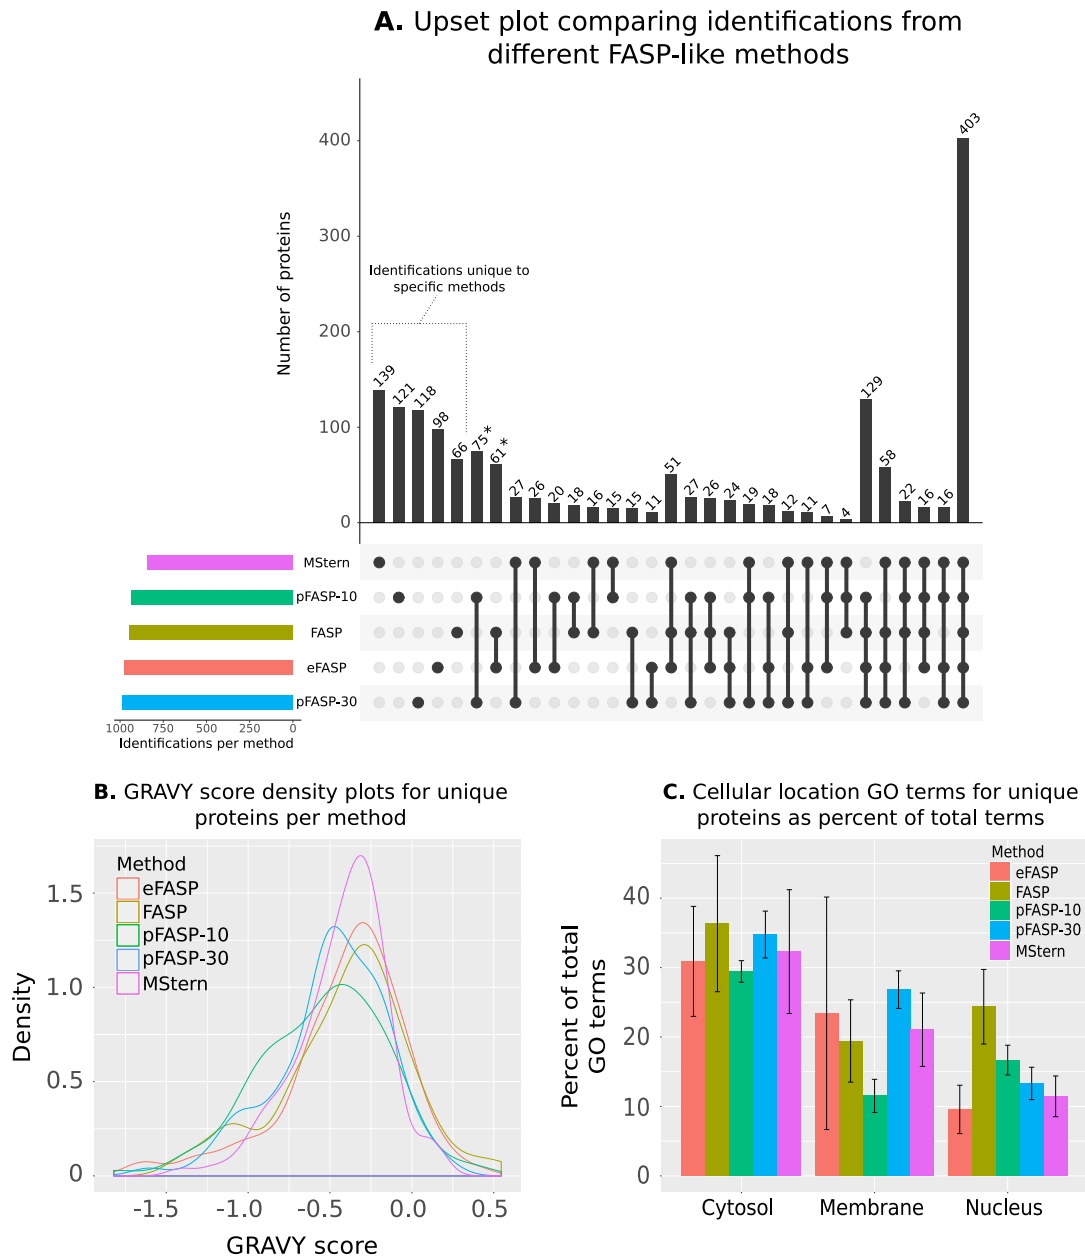 A. Upset plot comparing identifications from
different FASP-like methods
Number of proteins
400
300
200
100
0
Identifications unique to
specific methods
139
121
118
98
66
75*
61*
27
26
20
18
16
15
15
11
51
27
26
24
19
18
12
11
7
4
129
58
22
16
16
403
MStern
pFASP-10
FASP
eFASP
pFASP-30
1000 750 500 250 0
Identifications per method
B. GRAVY score density plots for unique
proteins per method
Method
eFASP
FASP
pFASP-10
pFASP-30
MStern
Density
1.5
1.0
0.5
0
-1.5 -1.0 -0.5 0.0 0.5
GRAVY score
C. Cellular location GO terms for unique
proteins as percent of total terms
Method
eFASP
FASP
pFASP-10
pFASP-30
MStern
Percent of total
GO terms
40
30
20
10
0
Cytosol Membrane Nucleus